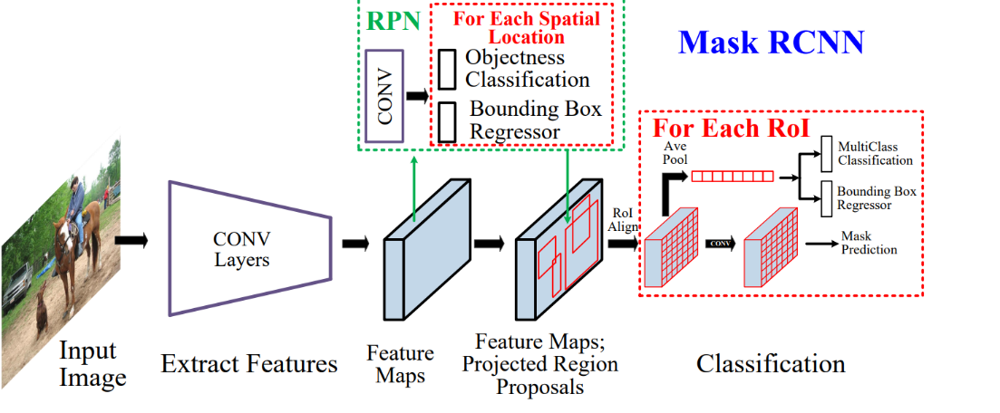 RPN
For Each Spatial
Location
CONV
Objectness
Classification
Bounding Box
Regressor
Mask RCNN
For Each RoI
Ave
Pool
MultiClass
Classification
Bounding Box
Regressor
RoI
Align
CONV
Mask
Prediction
CONV
Layers
Input
Image
Extract Features
Feature
Maps
Feature Maps;
Projected Region
Proposals
Classification